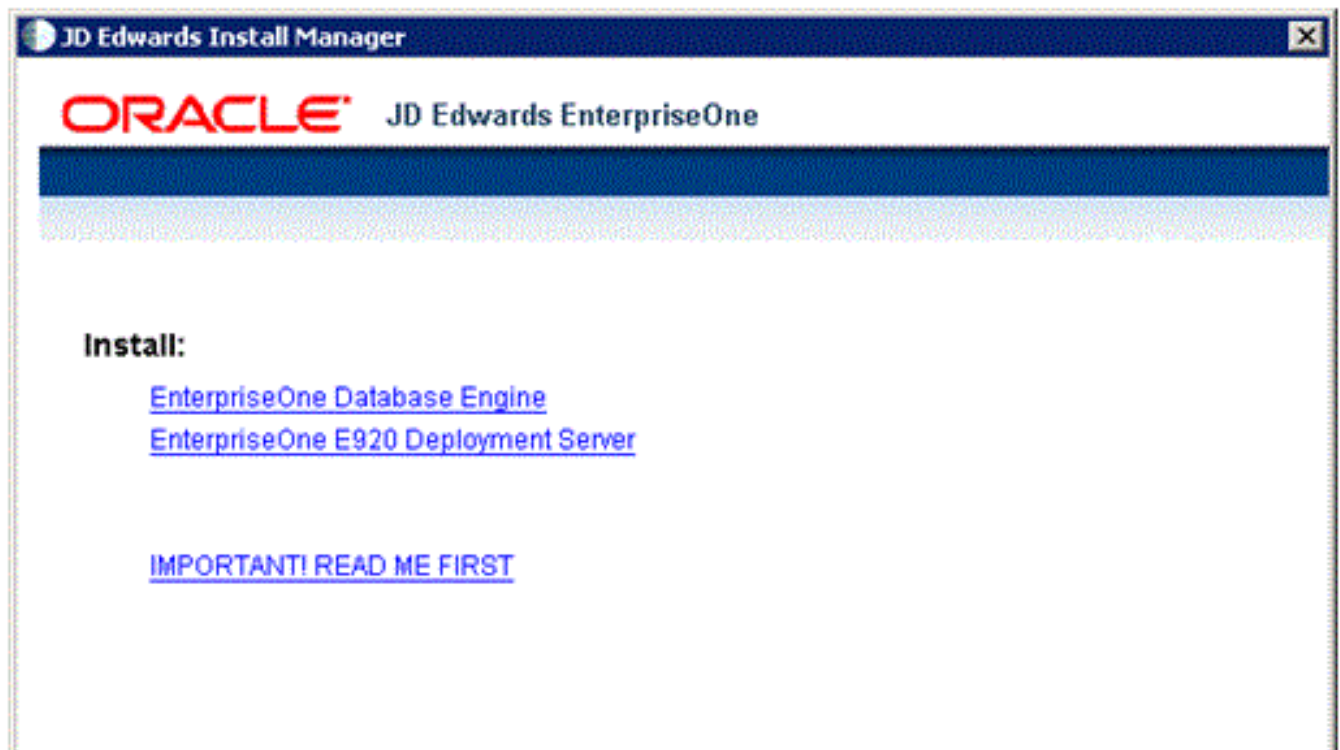 JD Edwards Install Manager
ORACLE JD Edwards EnterpriseOne
Install:
EnterpriseOne Database Engine
EnterpriseOne E920 Deployment Server
IMPORTANT! READ ME FIRST